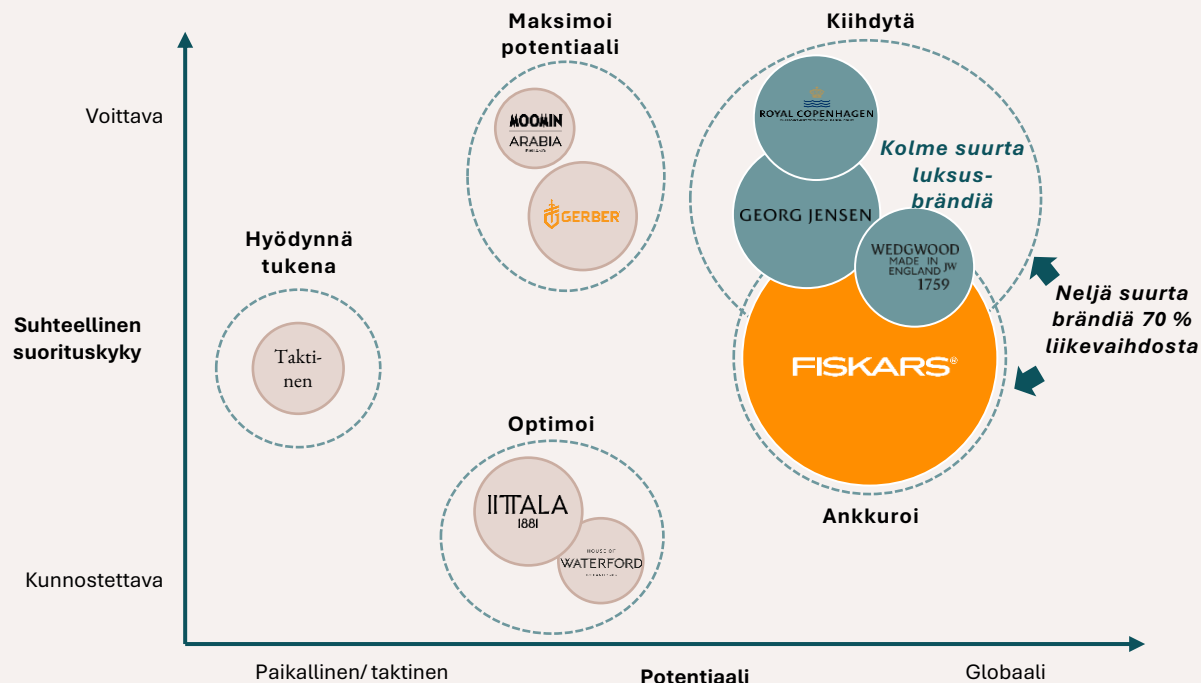 Maksimoi
potentiaali
Kiihdytä
Voittava
MOOMIN
ARABIA
ROYAL COPENHAGEN
Kolme suurta
luksus-
brändiä
GERBER
GEORG JENSEN
WEDGWOOD
MADE IN
ENGLAND JW
1759
Hyödynnä
tukena
Neljä suurta
brändiä 70 %
liikevaihdosta
Suhteellinen
suorituskyky
Takti-
nen
FISKARS®
Optimoi
IITTALA
1881
Ankkuroi
HOUSE OF
WATERFORD
Kunnostettava
Paikallinen/ taktinen
Potentiaali
Globaali